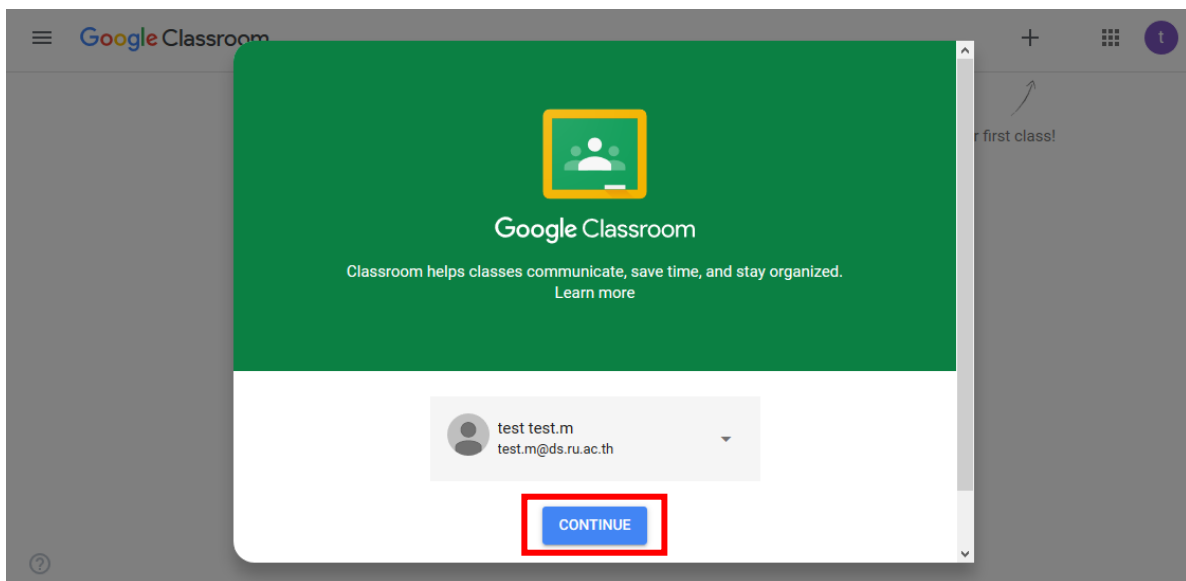 Google Classroom
t
r first class!
Google Classroom
Classroom helps classes communicate, save time, and stay organized.
Learn more
test test.m
test.m@ds.ru.ac.th
CONTINUE
?